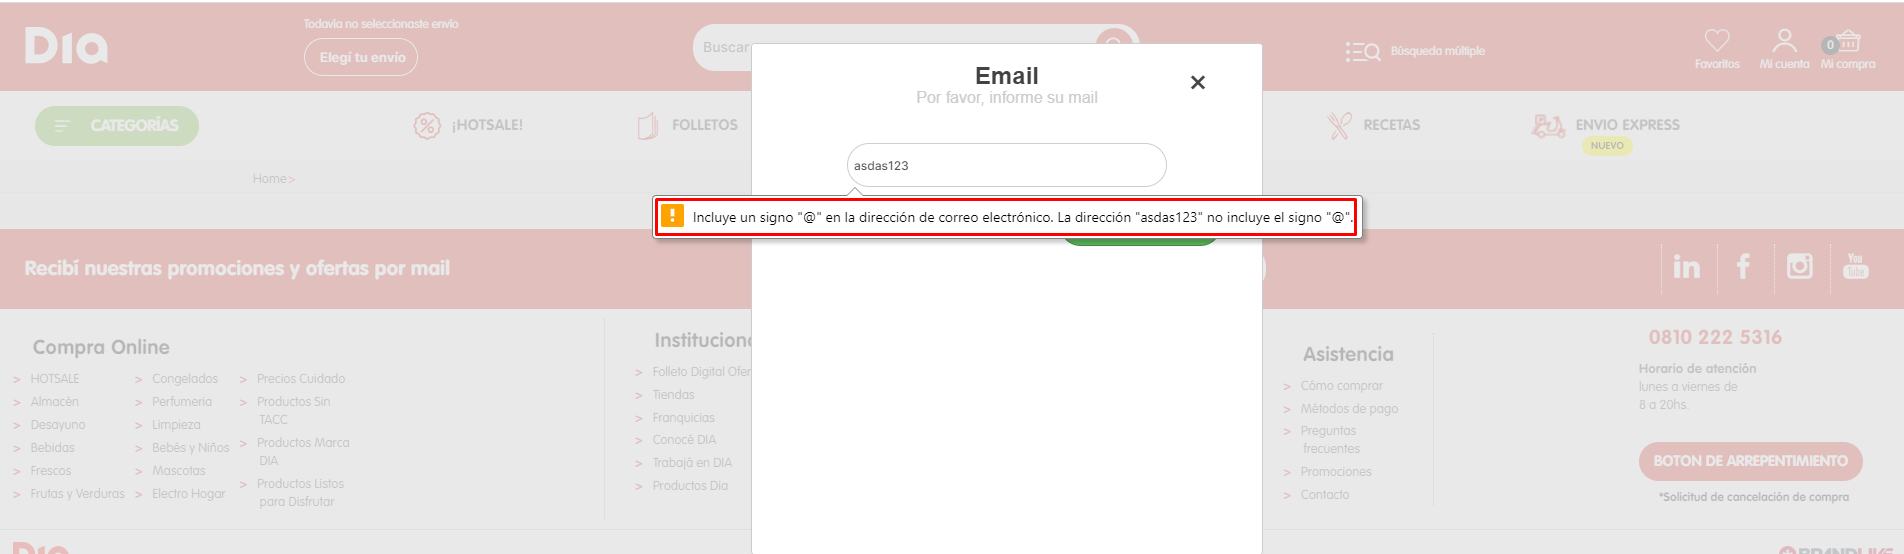 Todavía no seleccionaste envío
DIA
Elegí tu envío
Buscar
Búsqueda múltiple
Favoritos
Mi cuenta
0
Mi compra
Email
Por favor, informe su mail
CATEGORÍAS
¡HOTSALE!
FOLLETOS
RECETAS
ENVIO EXPRESS
NUEVO
asdas123
Home >
Incluye un signo "@" en la dirección de correo electrónico. La dirección "asdas123" no incluye el signo "@".
Recibí nuestras promociones y ofertas por mail
in
f
You
Tube
Compra Online
> HOTSALE
> Almacén
> Desayuno
> Bebidas
> Frescos
> Frutas y Verduras
> Congelados
> Perfumeria
> Limpieza
> Bebés y Niños
> Mascotas
> Electro Hogar
> Precios Cuidado
> Productos Sin
TACC
> Productos Marca
DIA
> Productos Listos
para Disfrutar
Instituciona
> Folleto Digital Ofer
> Tiendas
> Franquicias
> Conocé DIA
> Trabajá en DIA
> Productos Dia
Asistencia
> Cómo comprar
> Métodos de pago
> Preguntas
frecuentes
> Promociones
> Contacto
0810 222 5316
Horario de atención
lunes a viernes de
8 a 20hs.
BOTON DE ARREPENTIMIENTO
*Solicitud de cancelación de compra